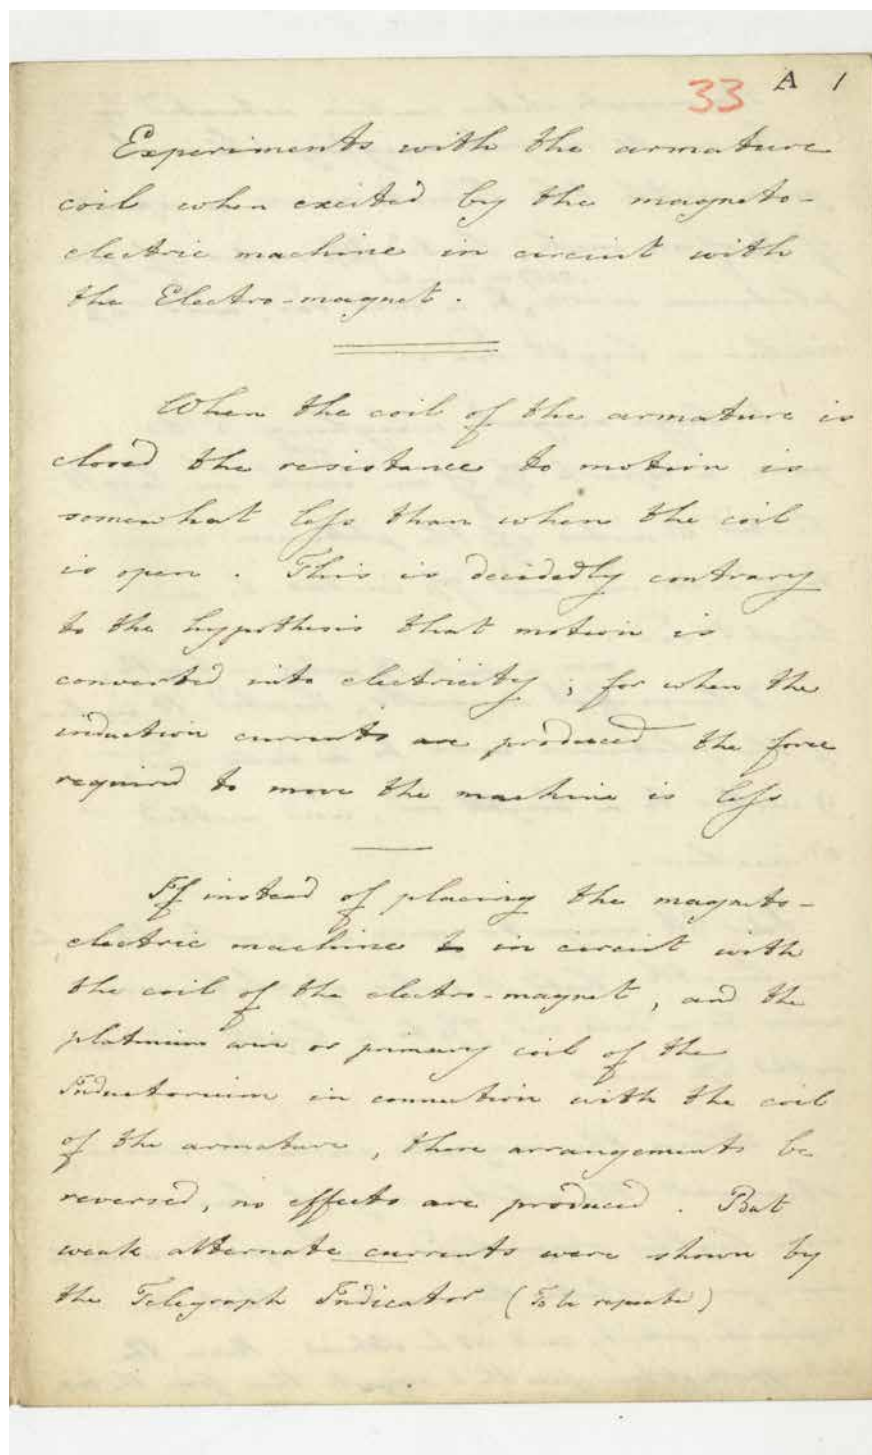 33 A 1
Experiments with the armature
coil when excited by the magneto-
electric machine in circuit with
the Electro-magnet.
When the coil of the armature is
closed the resistance to motion is
somewhat less than when the coil
is open. This is decidedly contrary
to the hypothesis that motion is
converted into electricity; for when the
induction currents are produced the force
required to move the machine is less
If instead of placing the magneto-
electric machine to in circuit with
the coil of the electro-magnet, and the
platinum wire or primary coil of the
Inductorium in connection with the coil
of the armature, these arrangements be
reversed, no effects are produced. But
weak alternate currents were shown by
the Telegraph Indicator (To be repeated)